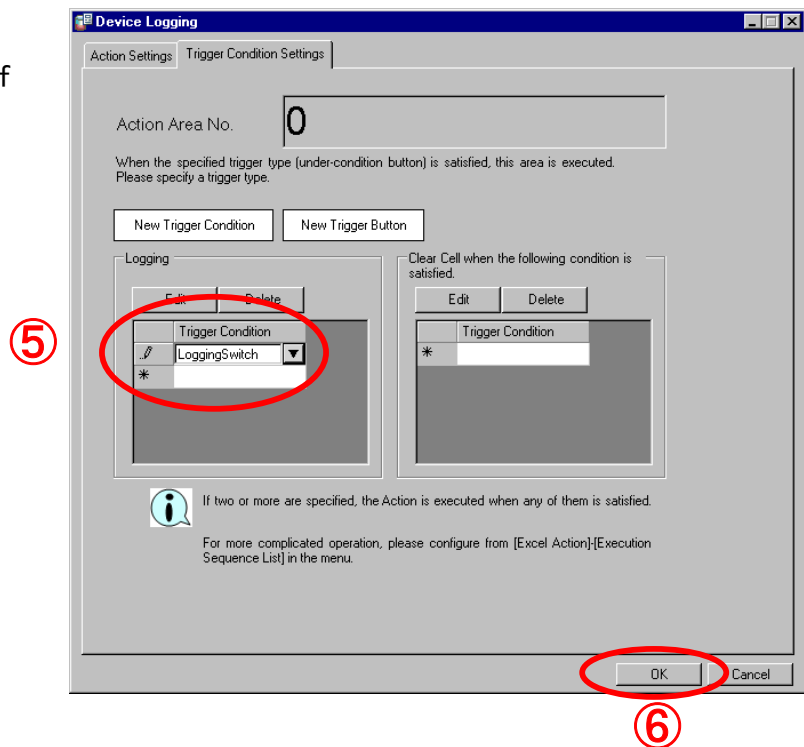 Device Logging
f
Action Settings Trigger Condition Settings
Action Area No. 0
When the specified trigger type (under-condition button) is satisfied, this area is executed.
Please specify a trigger type.
New Trigger Condition New Trigger Button
Logging
Clear Cell when the following condition is
satisfied.
Edit Delete
Edit Delete
Trigger Condition
LoggingSwitch
*
Trigger Condition
*
⑤
If two or more are specified, the Action is executed when any of them is satisfied.
For more complicated operation, please configure from [Excel Action]-[Execution
Sequence List] in the menu.
OK Cancel
⑥